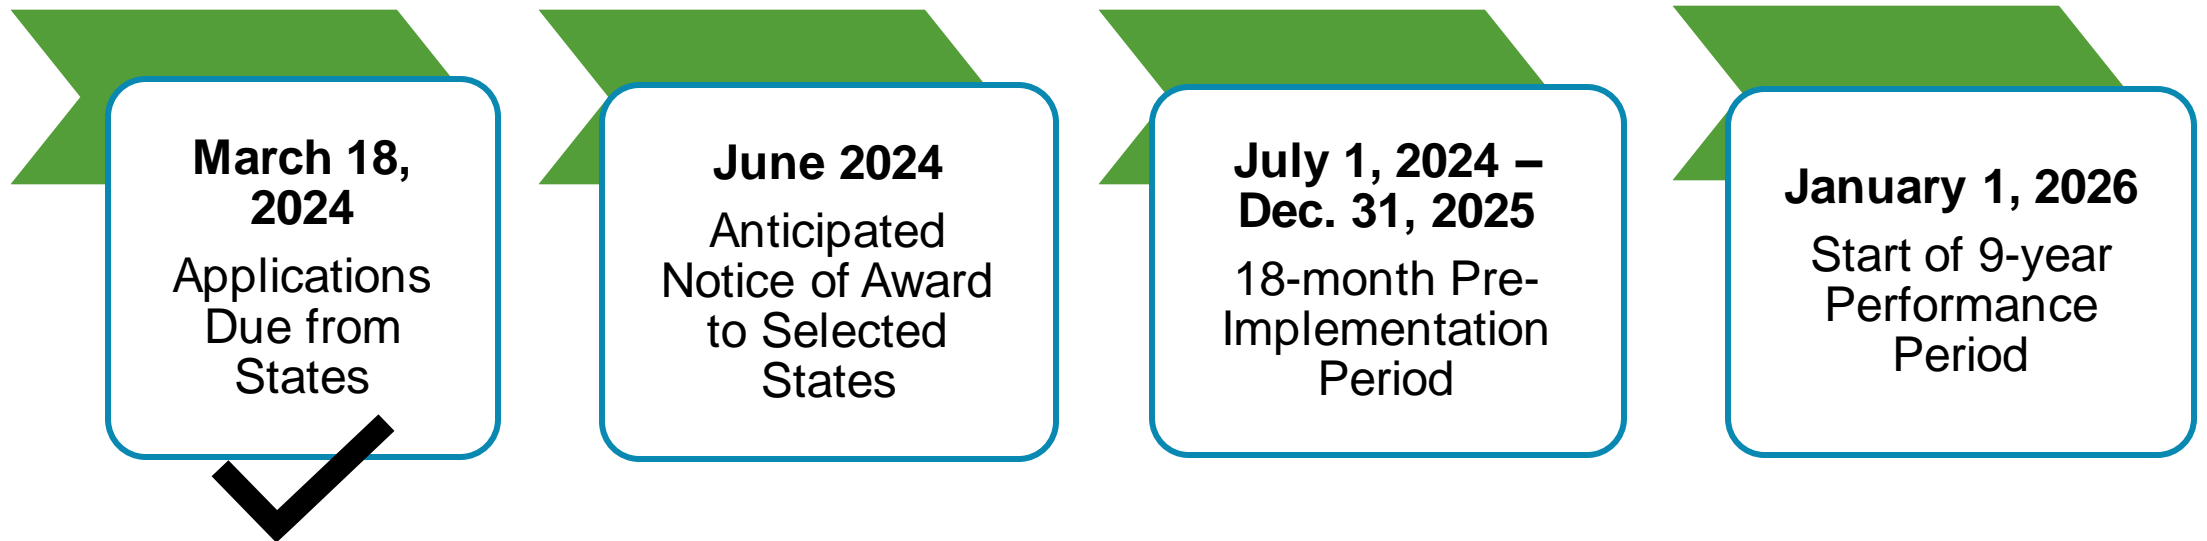 March 18,
2024
Applications
Due from
States
June 2024
Anticipated
Notice of Award
to Selected
States
July 1, 2024 –
Dec. 31, 2025
18-month Pre-
Implementation
Period
January 1, 2026
Start of 9-year
Performance
Period